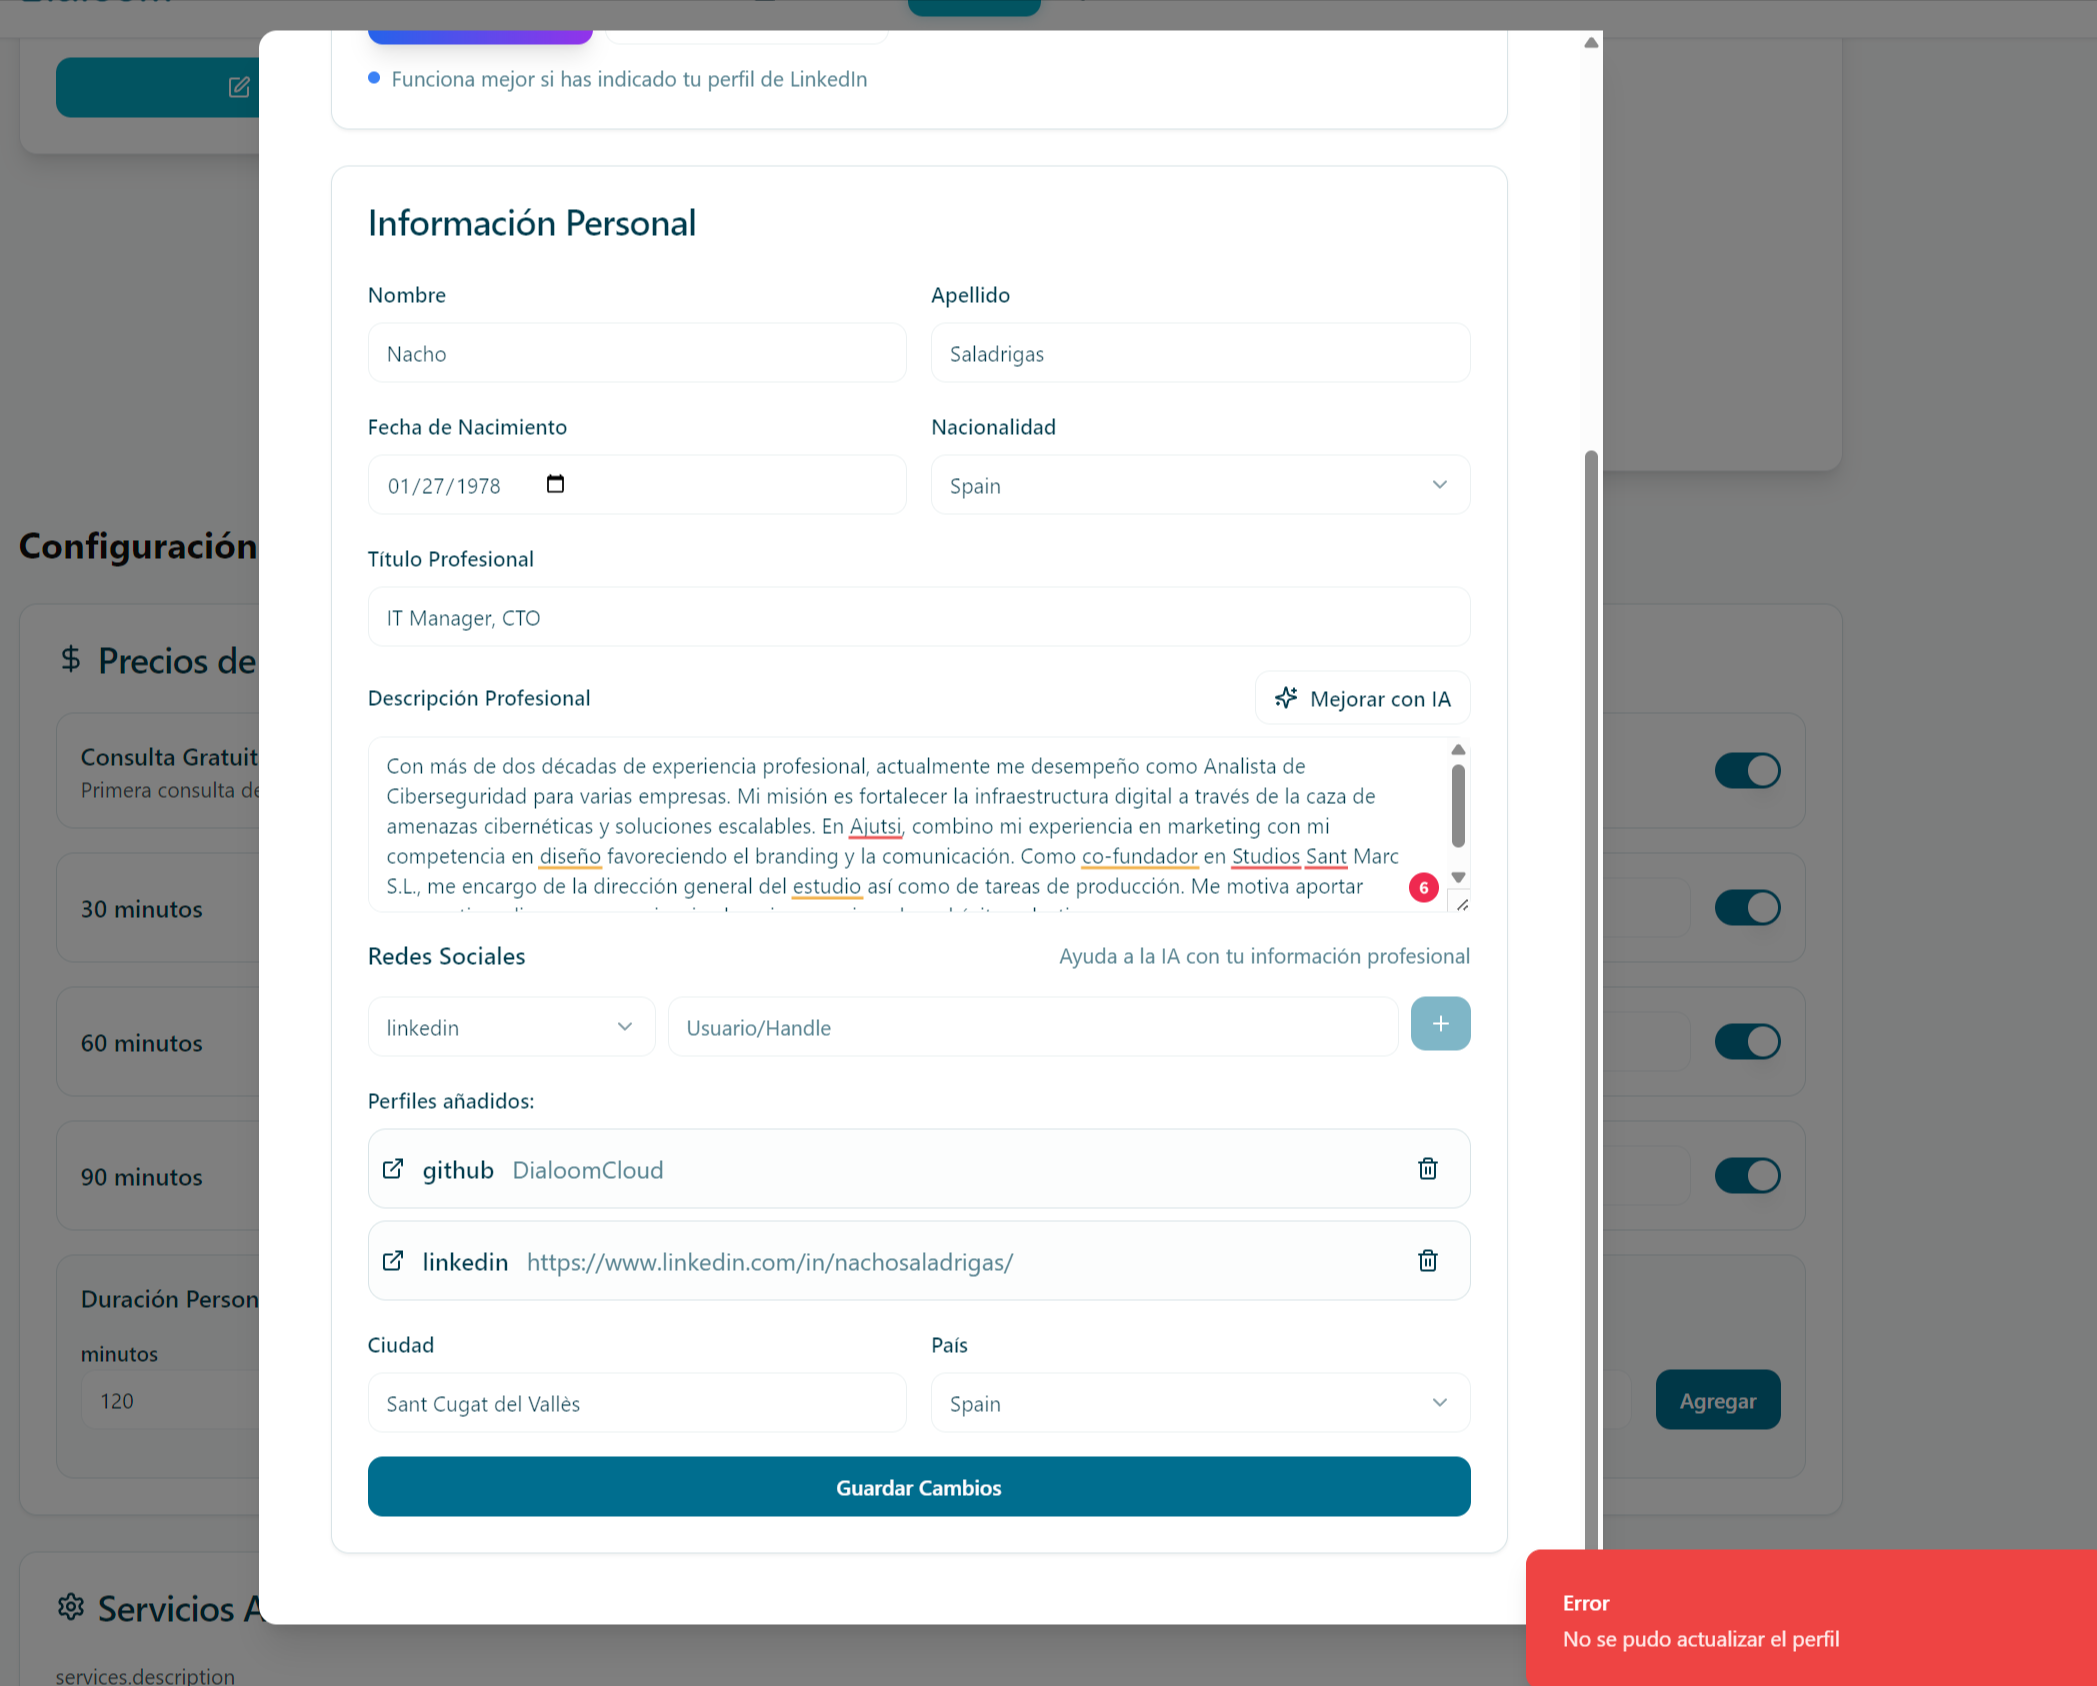 Funciona mejor si has indicado tu perfil de LinkedIn
Información Personal
Nombre
Apellido
Nacho
Saladrigas
Fecha de Nacimiento
Nacionalidad
01/27/1978
Spain
Título Profesional
IT Manager, CTO
Descripción Profesional
Mejorar con IA
Con más de dos décadas de experiencia profesional, actualmente me desempeño como Analista de
Ciberseguridad para varias empresas. Mi misión es fortalecer la infraestructura digital a través de la caza de
amenazas cibernéticas y soluciones escalables. En Ajutsi, combino mi experiencia en marketing con mi
competencia en diseño favoreciendo el branding y la comunicación. Como co-fundador en Studios Sant Marc
S.L., me encargo de la dirección general del estudio así como de tareas de producción. Me motiva aportar
6
Redes Sociales
Ayuda a la IA con tu información profesional
linkedin
Usuario/Handle
+
Perfiles añadidos:
github DialoomCloud
linkedin https://www.linkedin.com/in/nachosaladrigas/
Ciudad
País
Sant Cugat del Vallès
Spain
Guardar Cambios
Configuración
$ Precios de
Consulta Gratuit
Primera consulta de
30 minutos
60 minutos
90 minutos
Duración Person
minutos
120
Agregar
Servicios A
services.description
Error
No se pudo actualizar el perfil